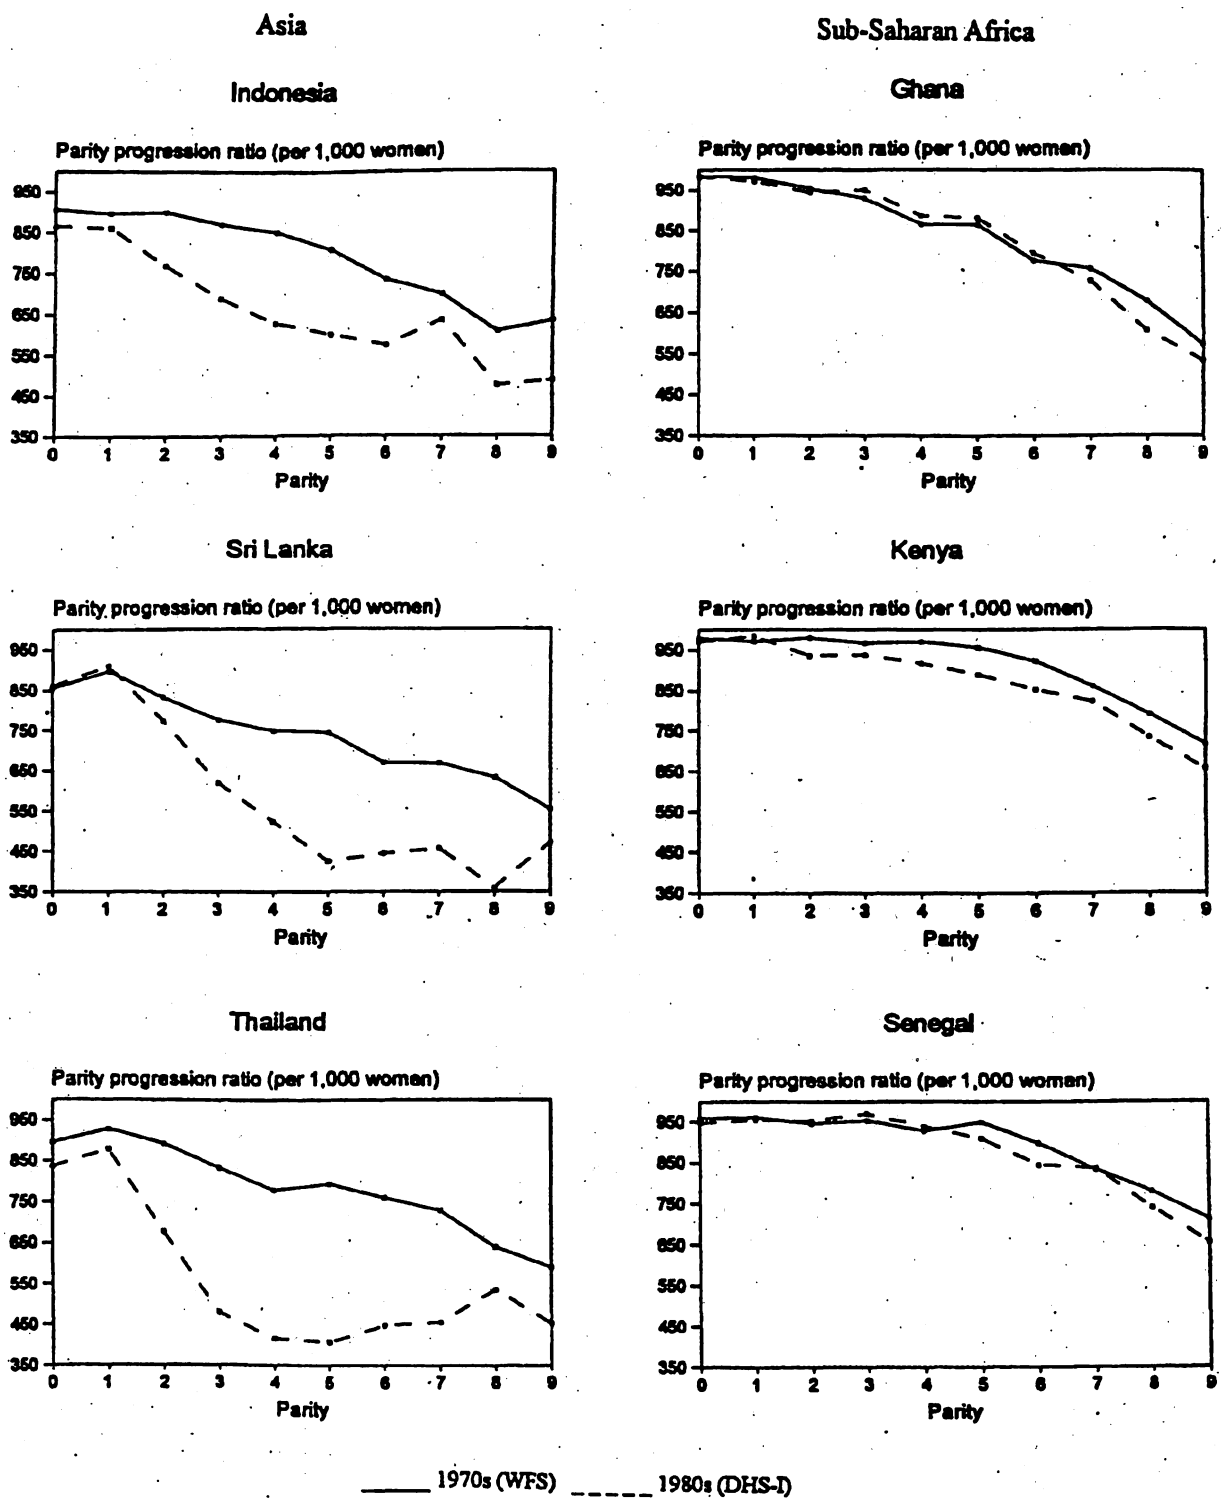 Asia
Sub-Saharan Africa
Indonesia
Ghana
Parity progression ratio (per 1,000 women)
950
850
750
650
550
450
350
0 1 2 3 4 5 6 7 8 9
Parity
Parity progression ratio (per 1,000 women)
950
850
750
650
550
450
350
0 1 2 3 4 5 6 7 8 9
Parity
Sri Lanka
Kenya
Parity progression ratio (per 1,000 women)
950
850
750
650
550
450
350
0 1 2 3 4 5 6 7 8 9
Parity
Parity progression ratio (per 1,000 women)
950
850
750
650
550
450
350
0 1 2 3 4 5 6 7 8 9
Parity
Thailand
Senegal
Parity progression ratio (per 1,000 women)
950
850
750
650
550
450
350
0 1 2 3 4 5 6 7 8 9
Parity
Parity progression ratio (per 1,000 women)
950
850
750
650
550
450
350
0 1 2 3 4 5 6 7 8 9
Parity
1970s (WFS) 1980s (DHS-I)